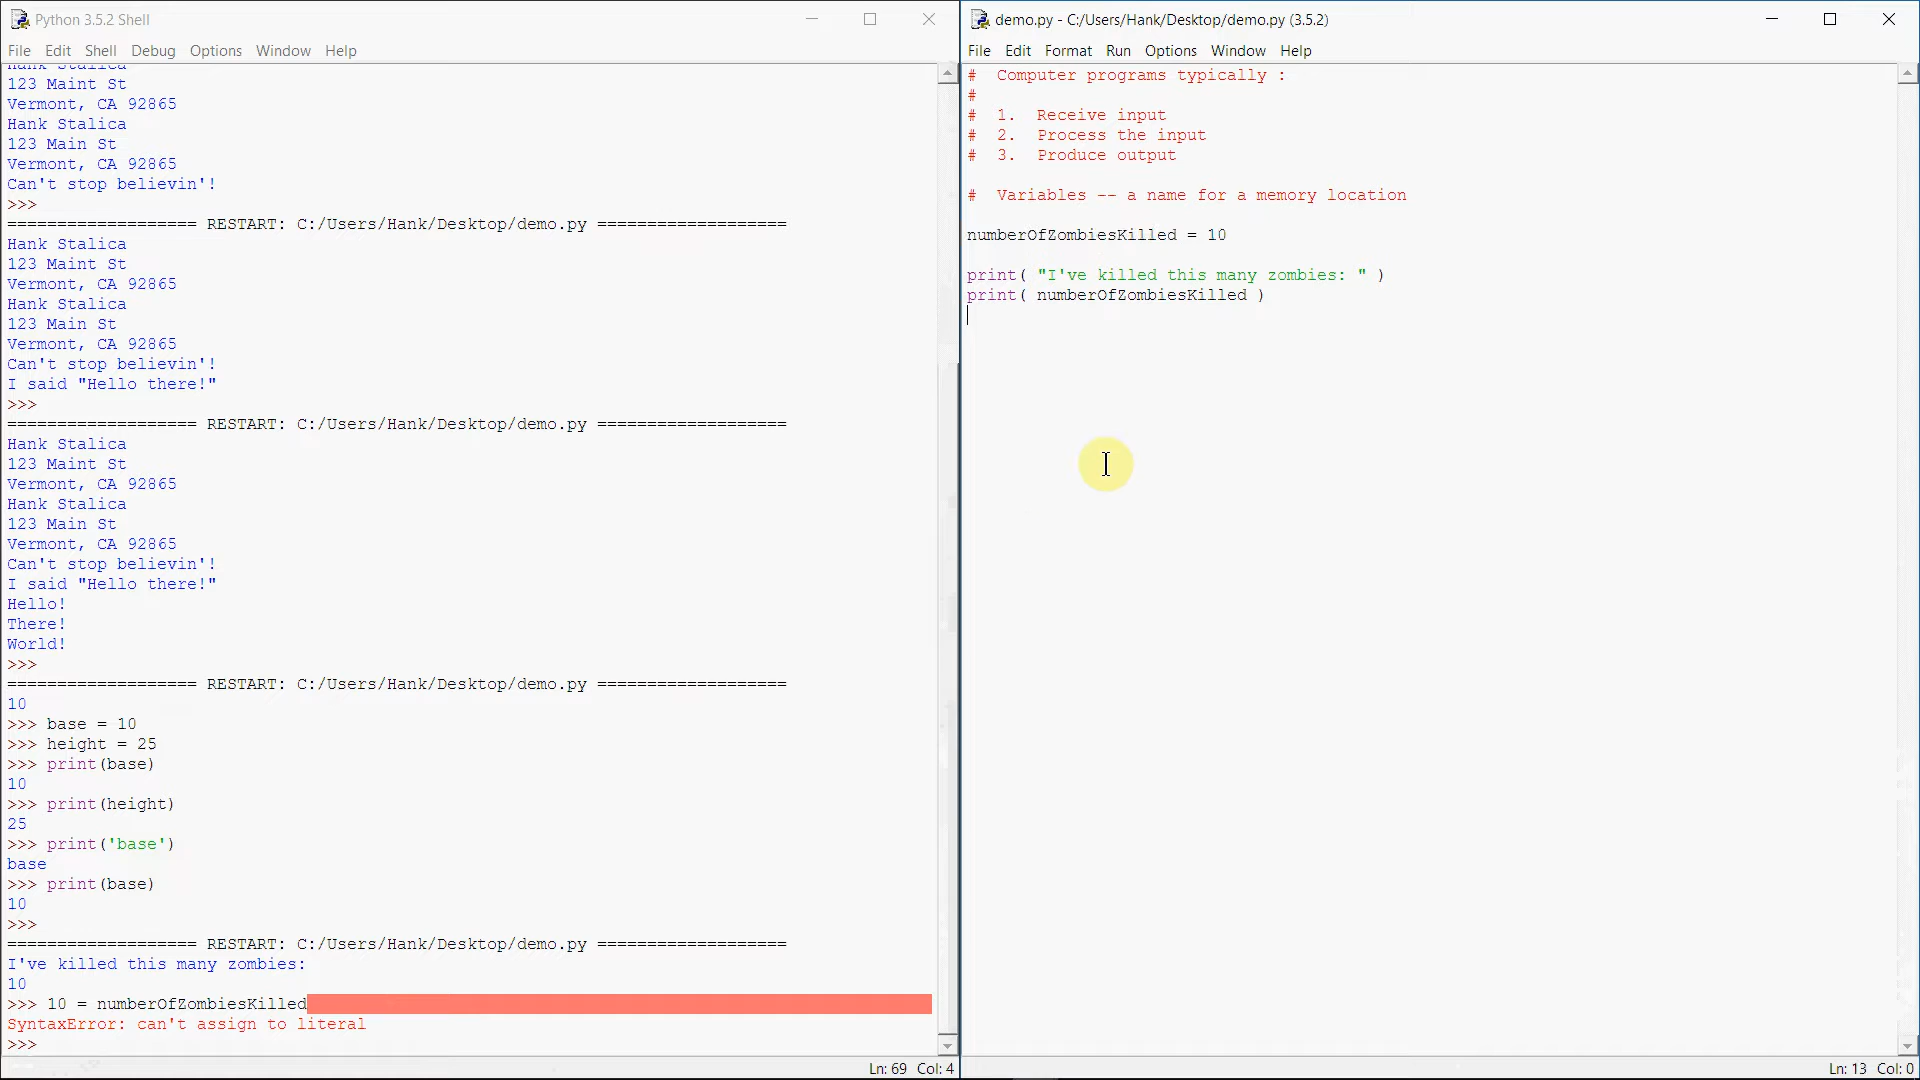 Python 3.5.2 Shell
File Edit Shell Debug Options Window Help
Hank Stalica
123 Maint St
Vermont, CA 92865
Hank Stalica
123 Main St
Vermont, CA 92865
Can't stop believin'!
>>>
=================== RESTART: C:/Users/Hank/Desktop/demo.py ===================
Hank Stalica
123 Maint St
Vermont, CA 92865
Hank Stalica
123 Main St
Vermont, CA 92865
Can't stop believin'!
I said "Hello there!"
>>>
=================== RESTART: C:/Users/Hank/Desktop/demo.py ===================
Hank Stalica
123 Maint St
Vermont, CA 92865
Hank Stalica
123 Main St
Vermont, CA 92865
Can't stop believin'!
I said "Hello there!"
Hello!
There!
World!
>>>
=================== RESTART: C:/Users/Hank/Desktop/demo.py ===================
10
>>> base = 10
>>> height = 25
>>> print(base)
10
>>> print(height)
25
>>> print('base')
base
>>> print(base)
10
>>>
=================== RESTART: C:/Users/Hank/Desktop/demo.py ===================
I've killed this many zombies:
10
>>> 10 = numberOfZombiesKilled
SyntaxError: can't assign to literal
>>>
Ln: 69 Col: 4
demo.py - C:/Users/Hank/Desktop/demo.py (3.5.2)
File Edit Format Run Options Window Help
#  Computer programs typically :
#
#  1.  Receive input
#  2.  Process the input
#  3.  Produce output
#  Variables -- a name for a memory location
numberOfZombiesKilled = 10
print( "I've killed this many zombies: " )
print( numberOfZombiesKilled )
Ln: 13 Col: 0